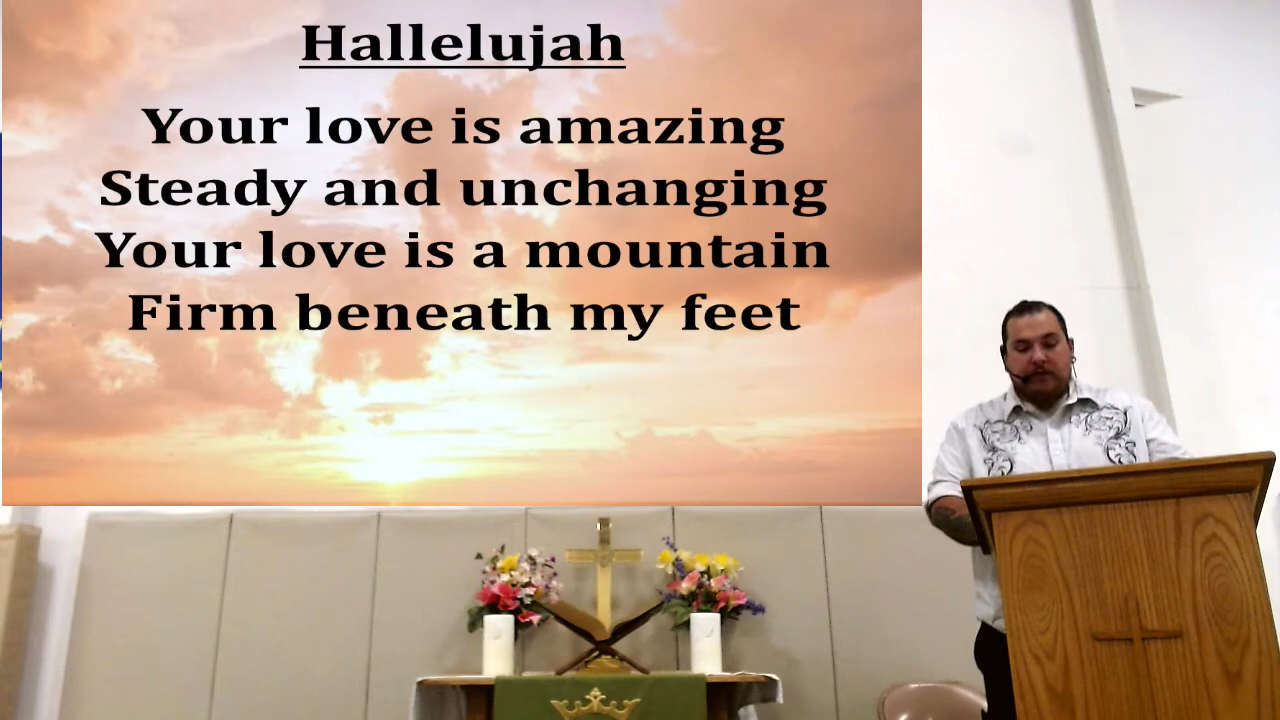 Hallelujah
Your love is amazing
Steady and unchanging
Your love is a mountain
Firm beneath my feet